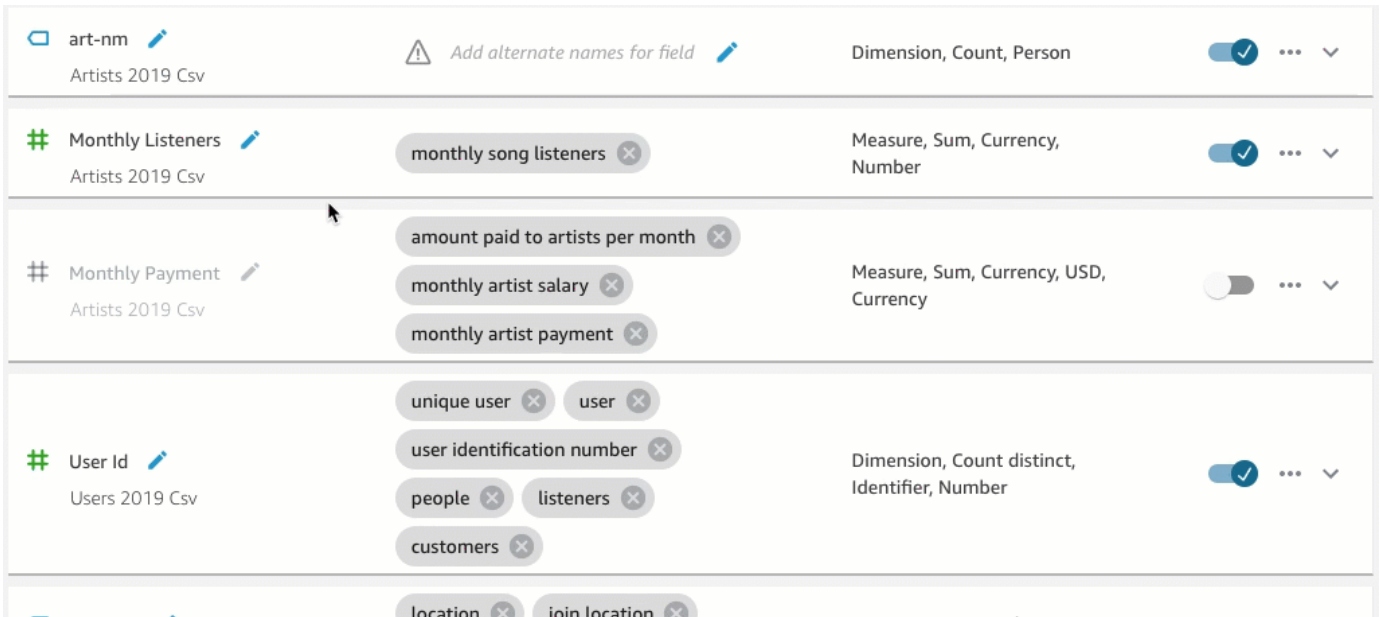 art-nm
Artists 2019 Csv
Add alternate names for field
Dimension, Count, Person
Monthly Listeners
Artists 2019 Csv
monthly song listeners
Measure, Sum, Currency,
Number
Monthly Payment
Artists 2019 Csv
amount paid to artists per month
monthly artist salary
monthly artist payment
Measure, Sum, Currency, USD,
Currency
User Id
Users 2019 Csv
unique user user
user identification number
people listeners
customers
Dimension, Count distinct,
Identifier, Number
location join location